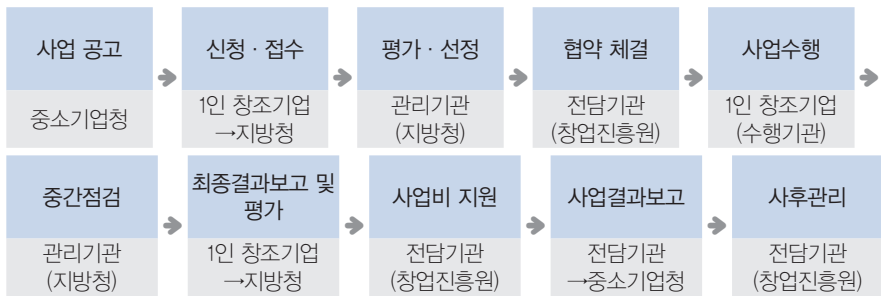 사업 공고
신청 · 접수
평가 · 선정
협약 체결
사업수행
중소기업청
1인 창조기업
→지방청
관리기관
(지방청)
전담기관
(창업진흥원)
1인 창조기업
(수행기관)
중간점검
최종결과보고 및
평가
사업비 지원
사업결과보고
사후관리
관리기관
(지방청)
1인 창조기업
→지방청
전담기관
(창업진흥원)
전담기관
→중소기업청
전담기관
(창업진흥원)